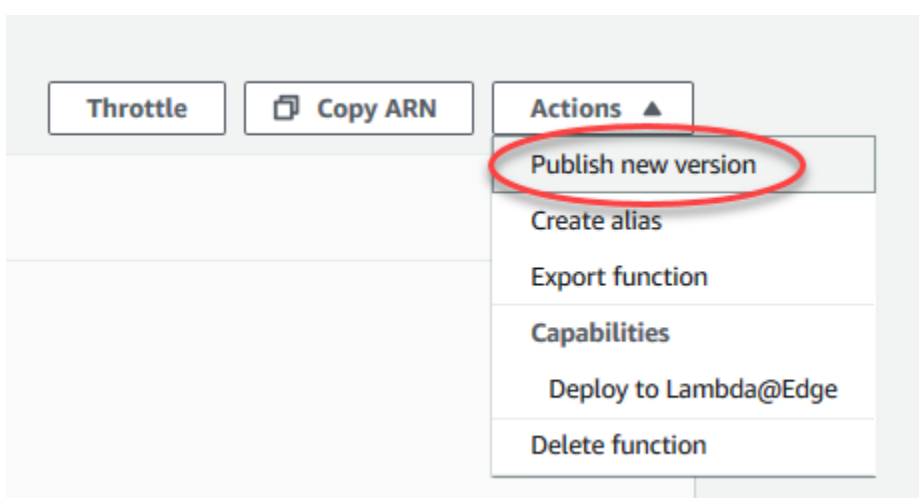 Throttle
Copy ARN
Actions
Publish new version
Create alias
Export function
Capabilities
Deploy to Lambda@Edge
Delete function